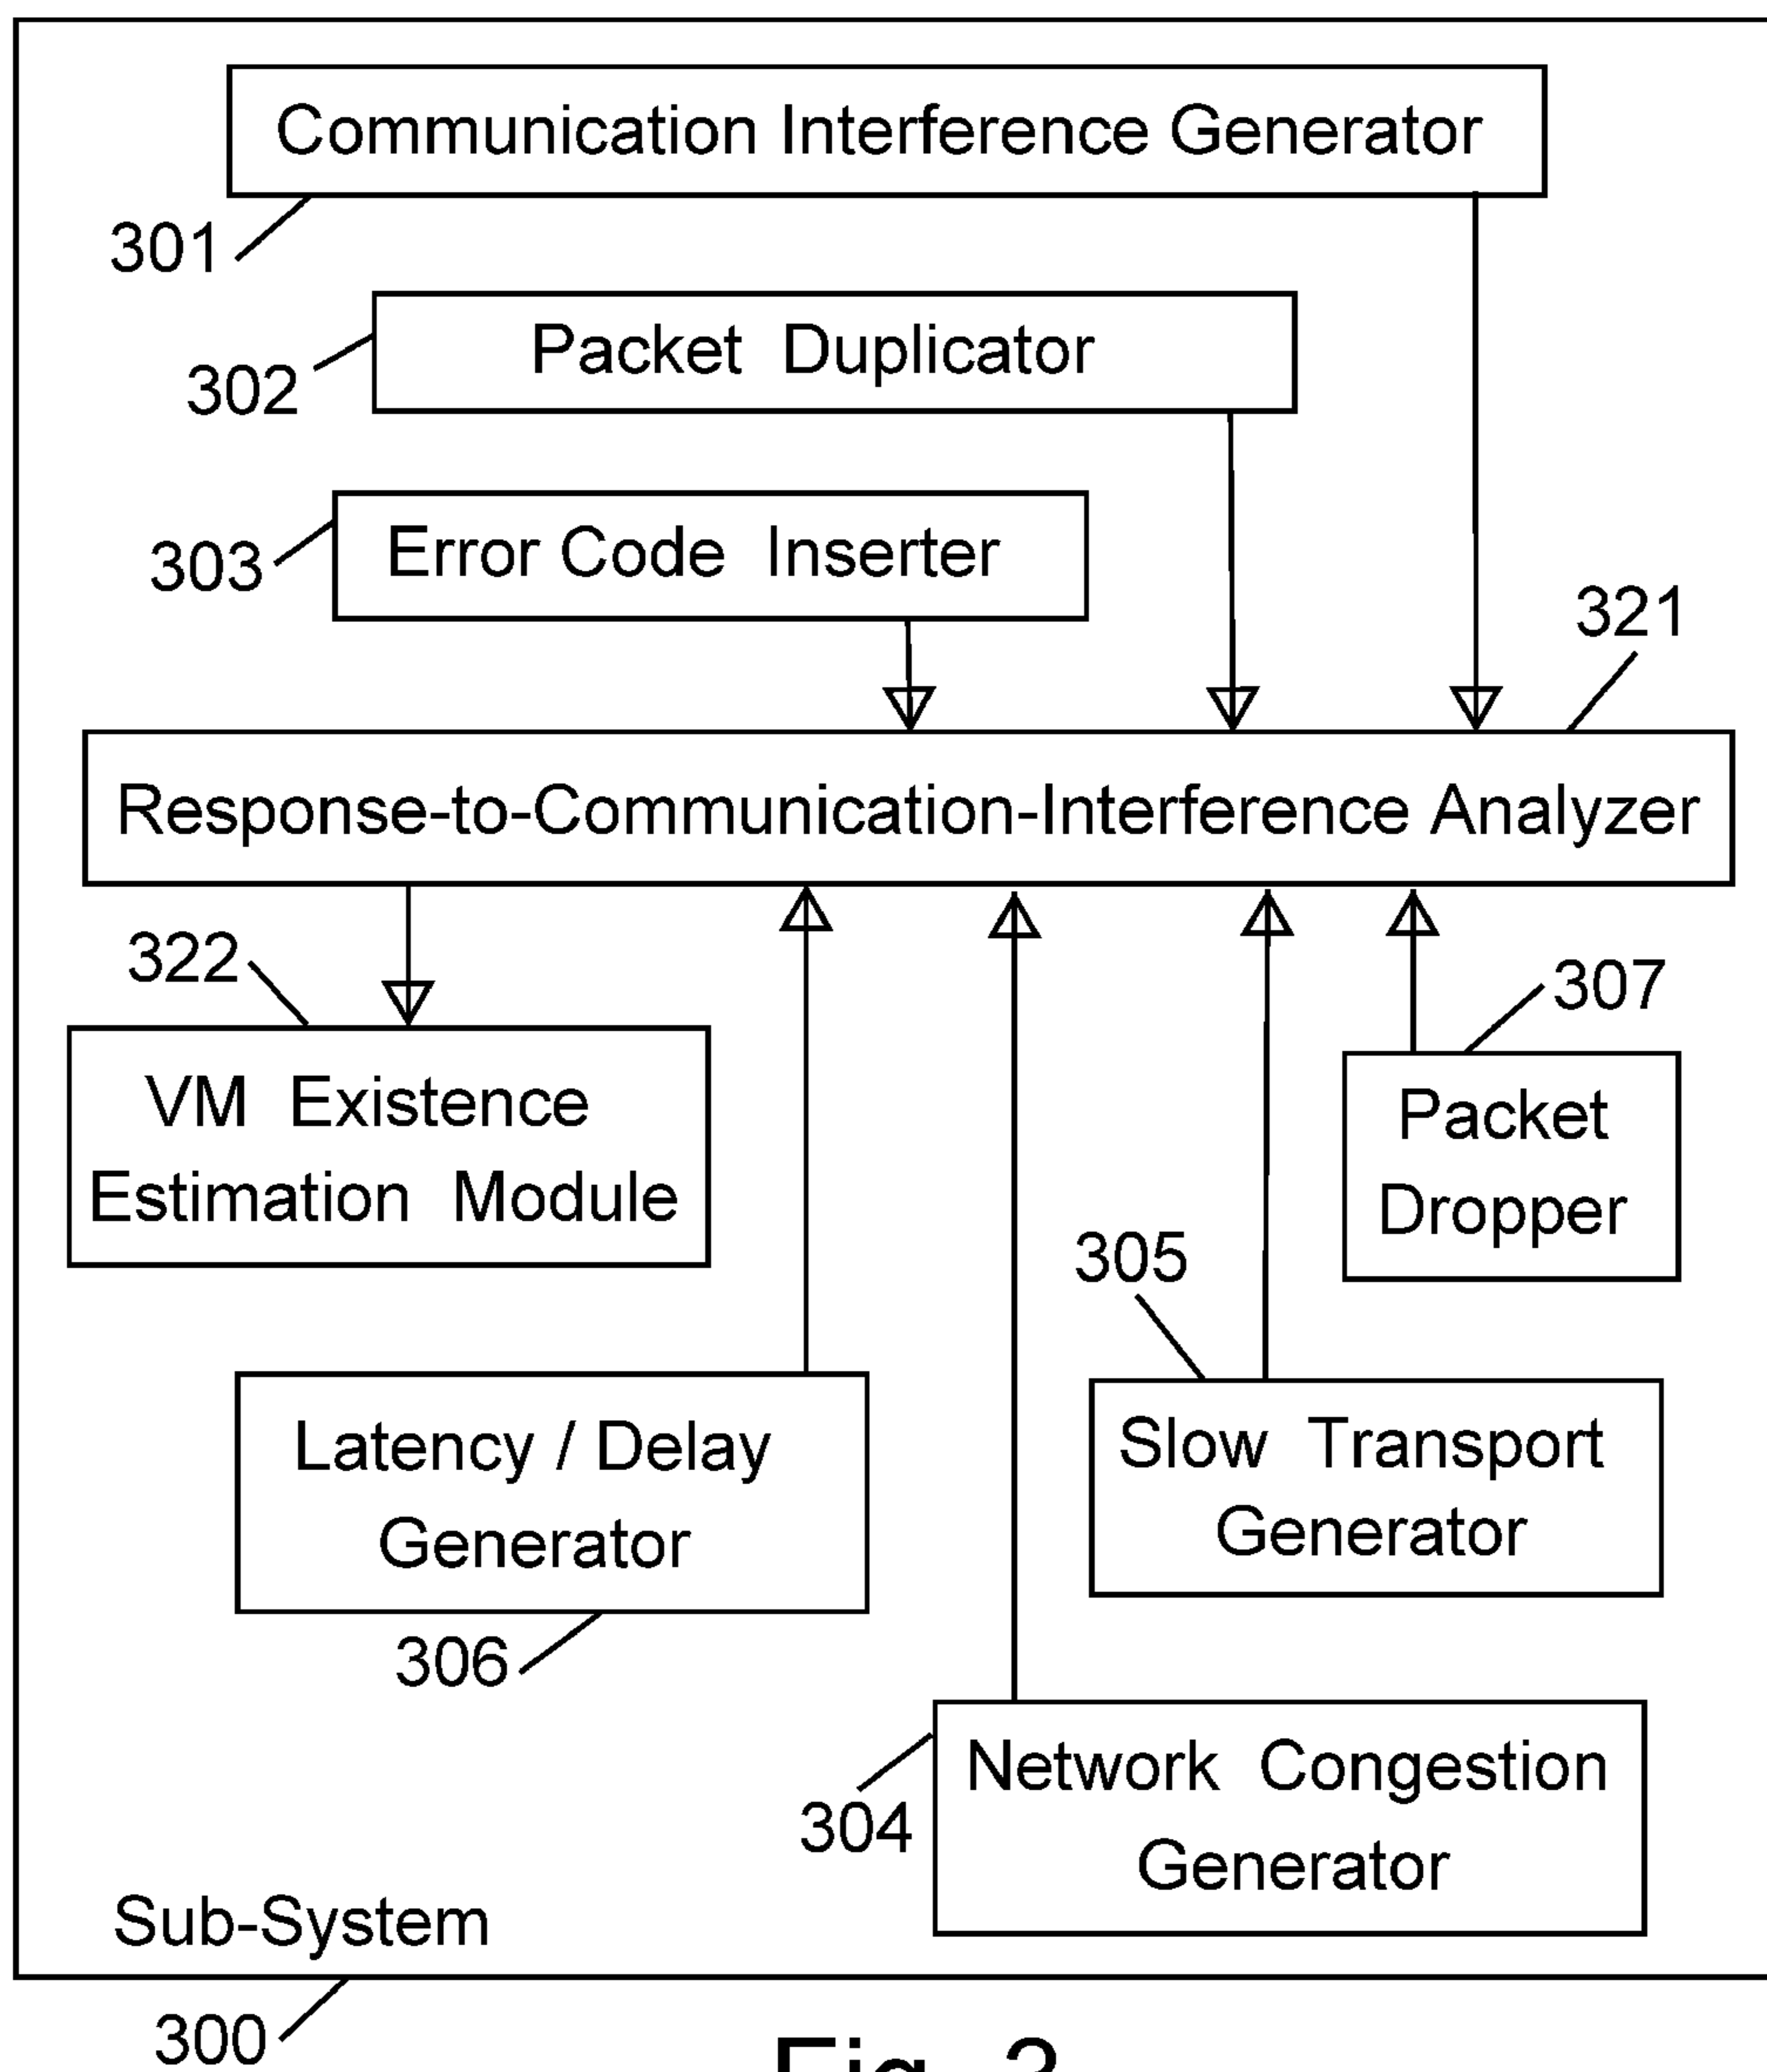 Communication Interference Generator
301
Packet Duplicator
302
Error Code Inserter
303
321
Response-to-Communication-Interference Analyzer
322
307
VM Existence
Estimation Module
Packet
Dropper
305
Latency / Delay
Generator
Slow Transport
Generator
306
Network Congestion
Generator
304
Sub-System
300